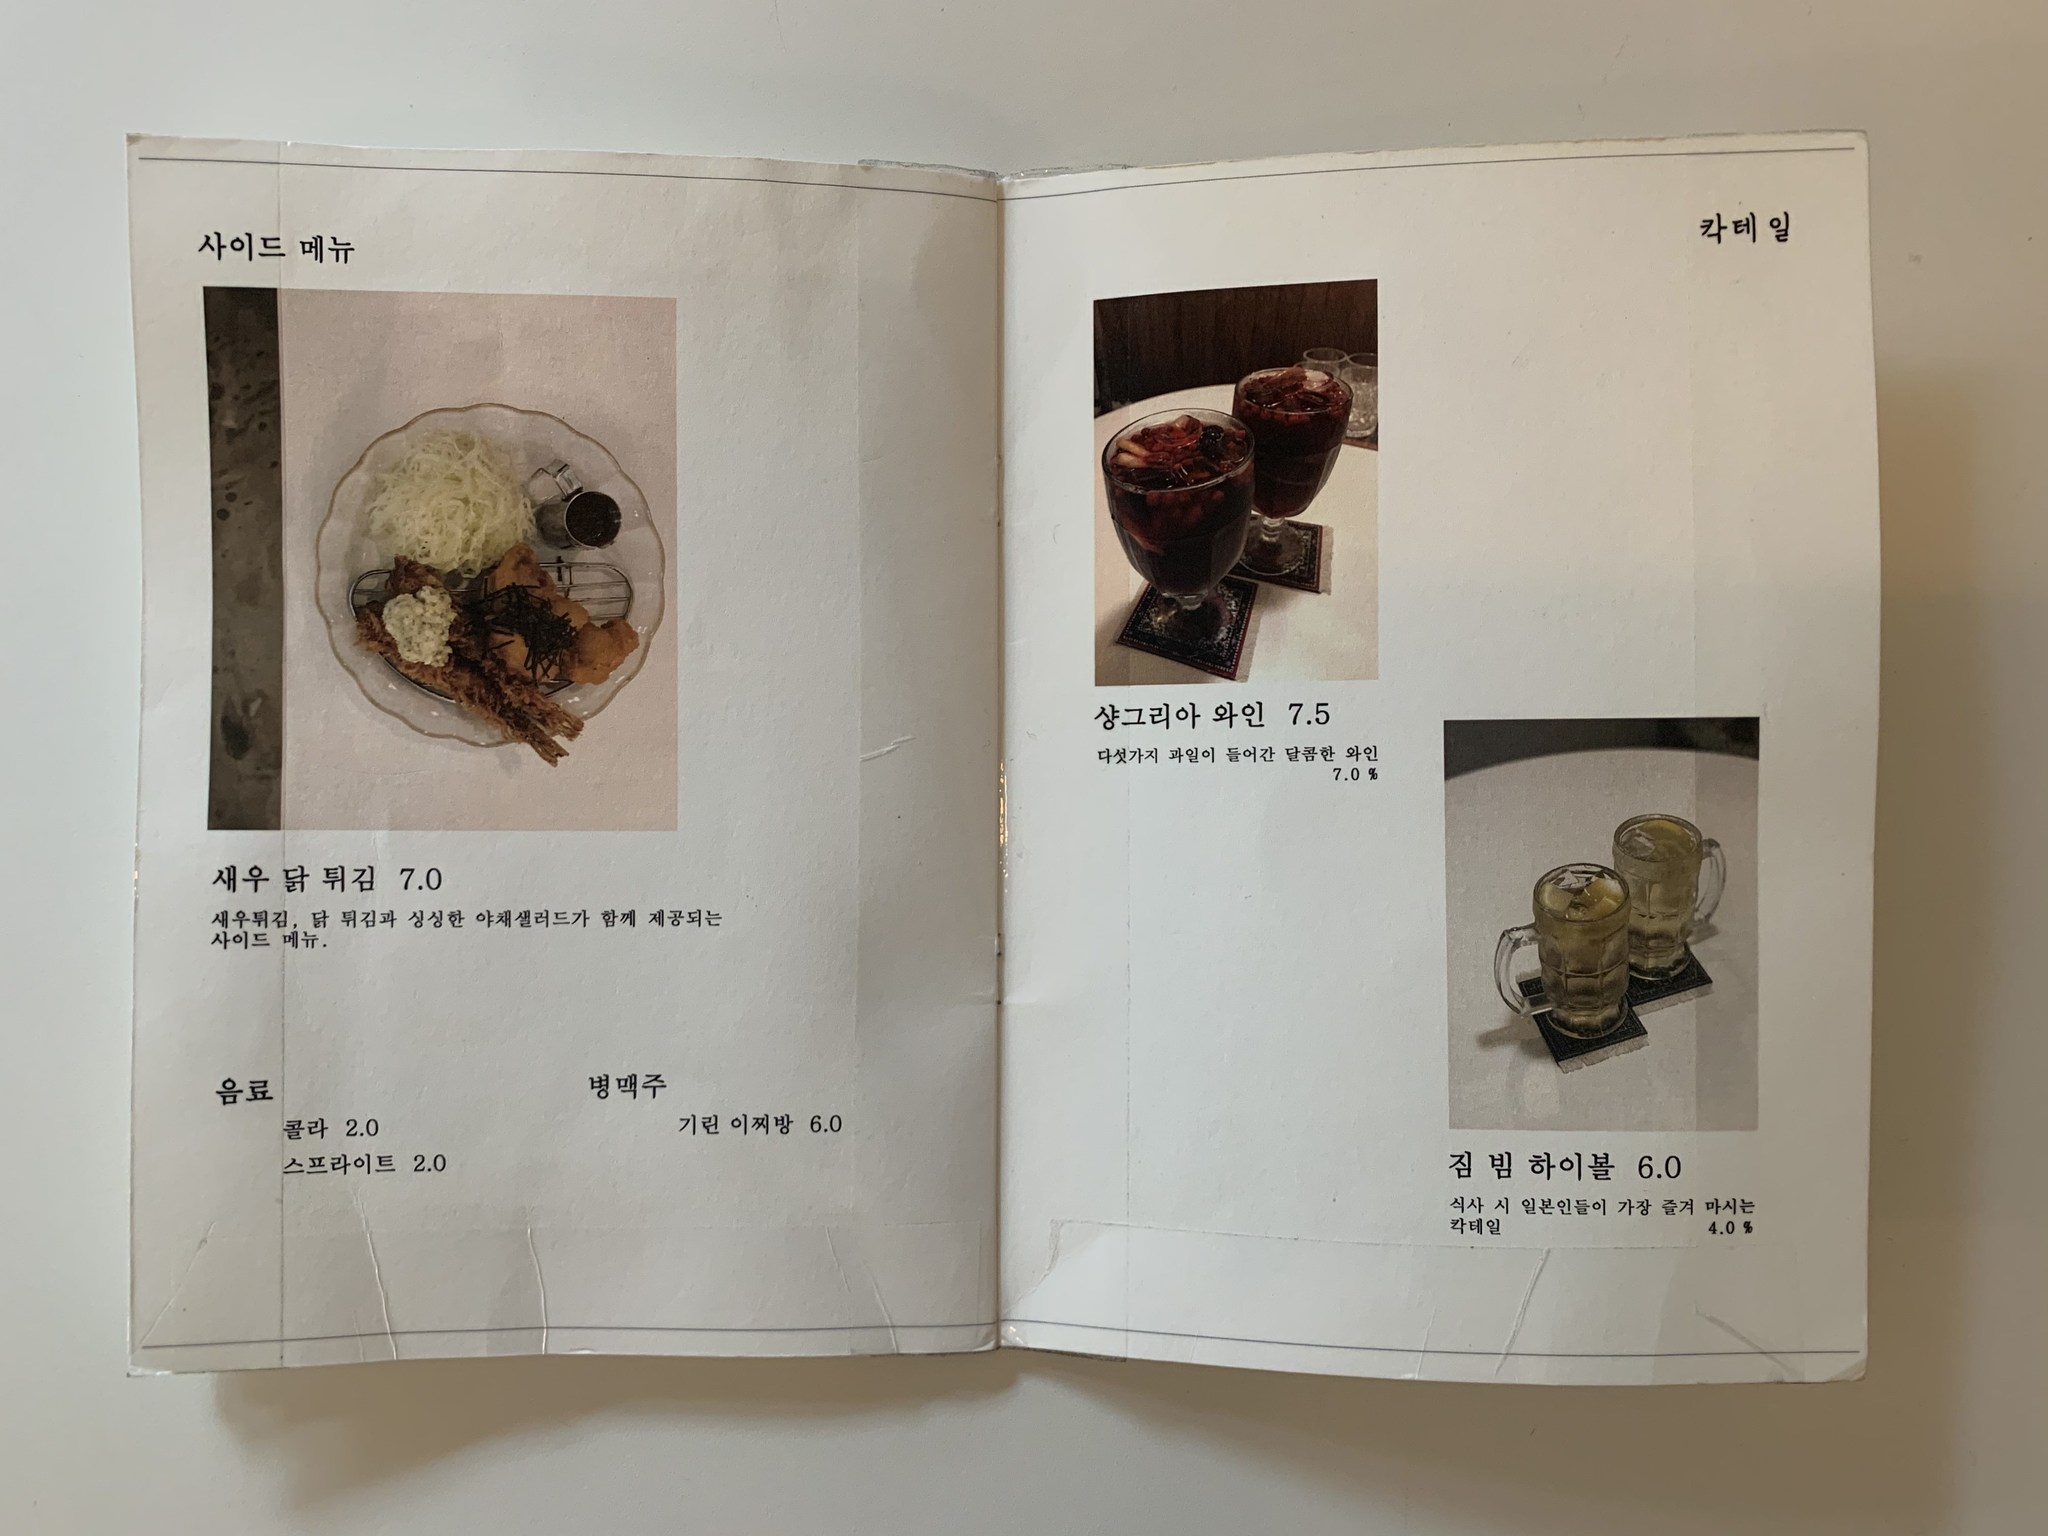 사이드 메뉴
새우 닭 튀김 7.0
새우튀김, 닭 튀김과 싱싱한 야채샐러드가 함께 제공되는
사이드 메뉴.
음료
콜라 2.0
스프라이트 2.0
병맥주
기린 이찌방 6.0
칵테일
샹그리아 와인 7.5
다섯가지 과일이 들어간 달콤한 와인
7.0 %
짐 빔 하이볼 6.0
식사 시 일본인들이 가장 즐겨 마시는
칵테일 4.0 %